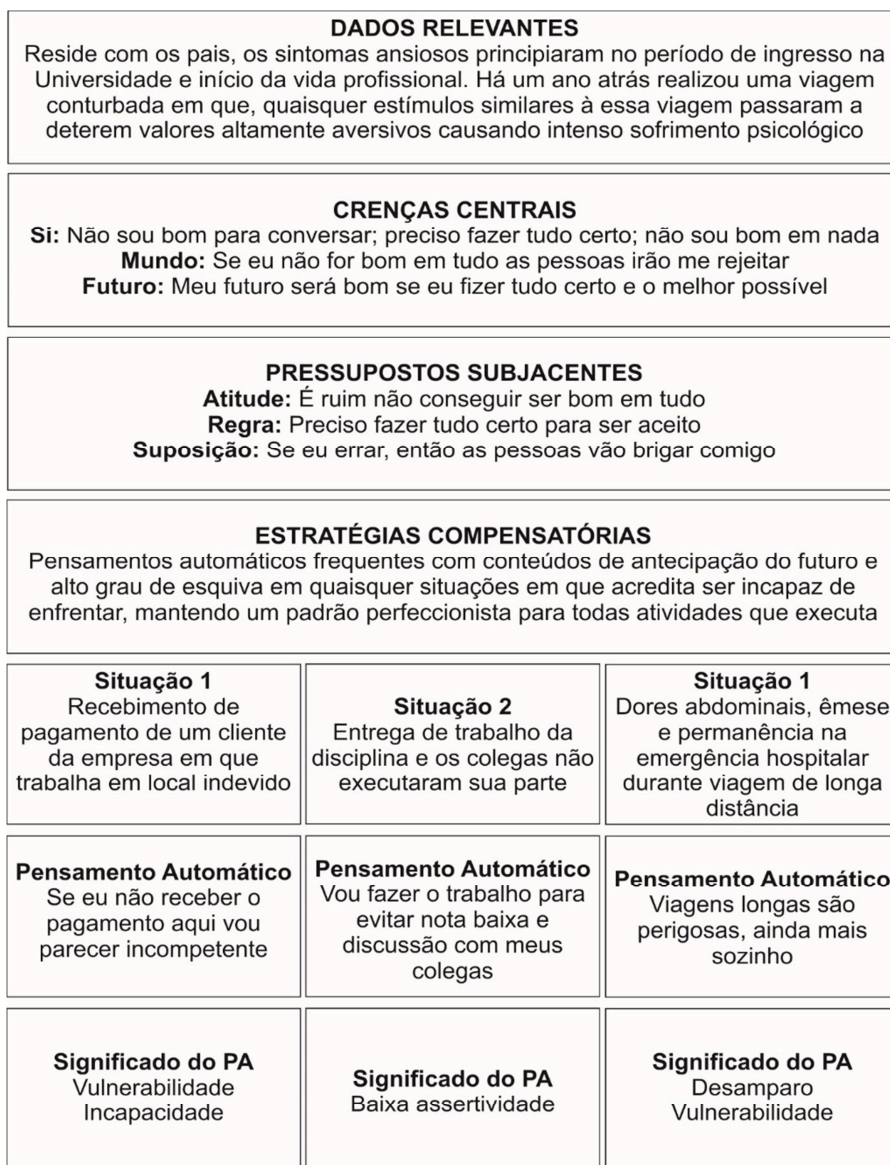 DADOS RELEVANTES
Reside com os pais, os sintomas ansiosos principiaram no período de ingresso na
Universidade e início da vida profissional. Há um ano atrás realizou uma viagem
conturbada em que, quaisquer estímulos similares à essa viagem passaram a
deterem valores altamente aversivos causando intenso sofrimento psicológico
CRENÇAS CENTRAIS
Si: Não sou bom para conversar; preciso fazer tudo certo; não sou bom em nada
Mundo: Se eu não for bom em tudo as pessoas irão me rejeitar
Futuro: Meu futuro será bom se eu fizer tudo certo e o melhor possível
PRESSUPOSTOS SUBJACENTES
Atitude: É ruim não conseguir ser bom em tudo
Regra: Preciso fazer tudo certo para ser aceito
Suposição: Se eu errar, então as pessoas vão brigar comigo
ESTRATÉGIAS COMPENSATÓRIAS
Pensamentos automáticos frequentes com conteúdos de antecipação do futuro e
alto grau de esquiva em quaisquer situações em que acredita ser incapaz de
enfrentar, mantendo um padrão perfeccionista para todas atividades que executa
Situação 1
Recebimento de
pagamento de um cliente
da empresa em que
trabalha em local indevido
Situação 2
Entrega de trabalho da
disciplina e os colegas não
executaram sua parte
Situação 1
Dores abdominais, êmese
e permanência na
emergência hospitalar
durante viagem de longa
distância
Pensamento Automático
Se eu não receber o
pagamento aqui vou
parecer incompetente
Pensamento Automático
Vou fazer o trabalho para
evitar nota baixa e
discussão com meus
colegas
Pensamento Automático
Viagens longas são
perigosas, ainda mais
sozinho
Significado do PA
Vulnerabilidade
Incapacidade
Significado do PA
Baixa assertividade
Significado do PA
Desamparo
Vulnerabilidade